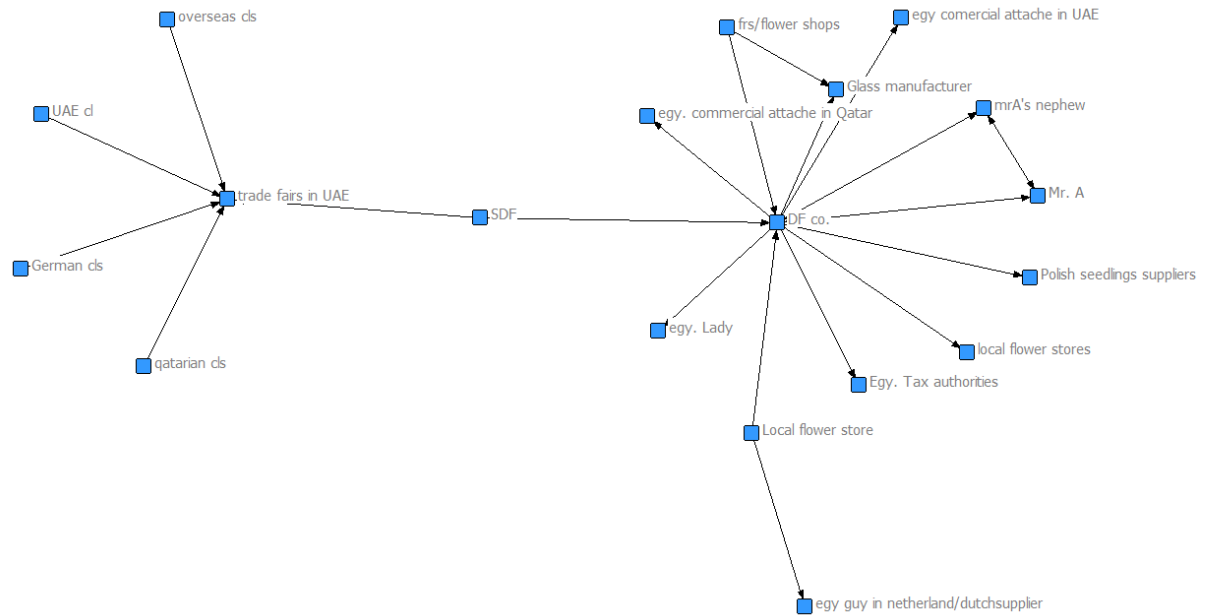 overseas cls
egy comercial attache in UAE
frs/flower shops
Glass manufacturer
UAE cl
egy. commercial attache in Qatar
mrA's nephew
trade fairs in UAE
Mr. A
SDF
DF co.
German cls
Polish seedlings suppliers
egy. Lady
local flower stores
qatarian cls
Egy. Tax authorities
Local flower store
egy guy in netherland/dutchsupplier